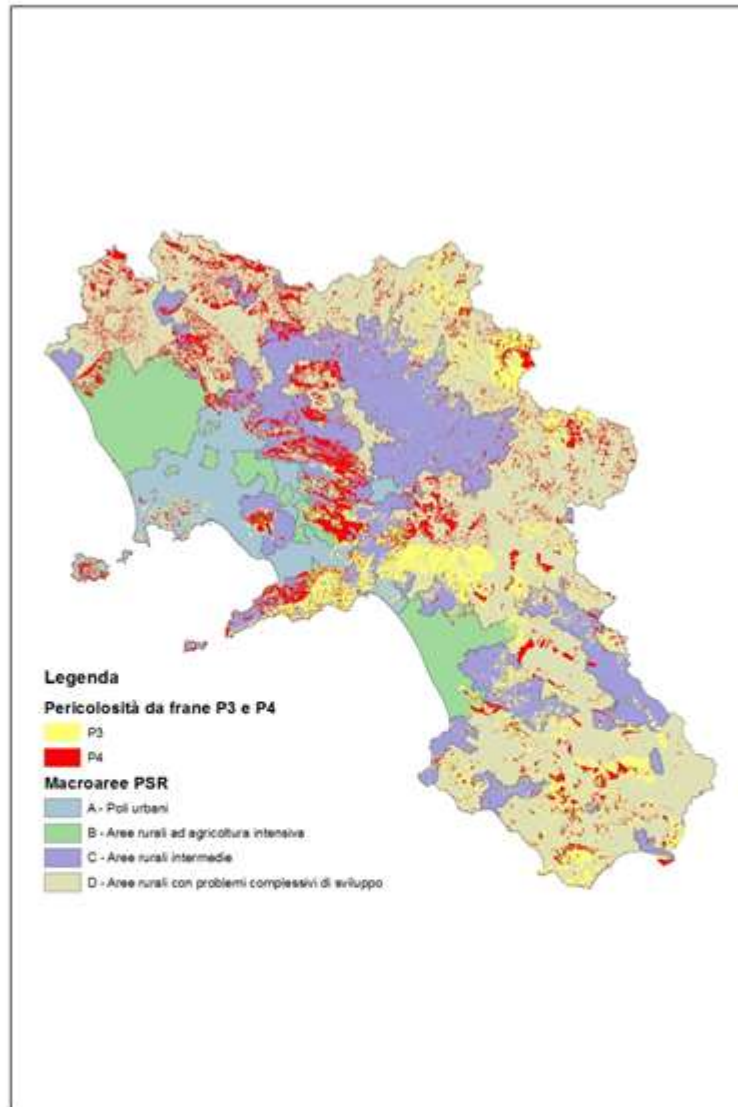 Legenda
Pericolosità da frane P3 e P4
P3
P4
Macroaree PSR
A - Poli urbani
B - Aree rurali ad agricoltura intensiva
C - Aree rurali intermedie
D - Aree rurali con problemi complessivi di sviluppo